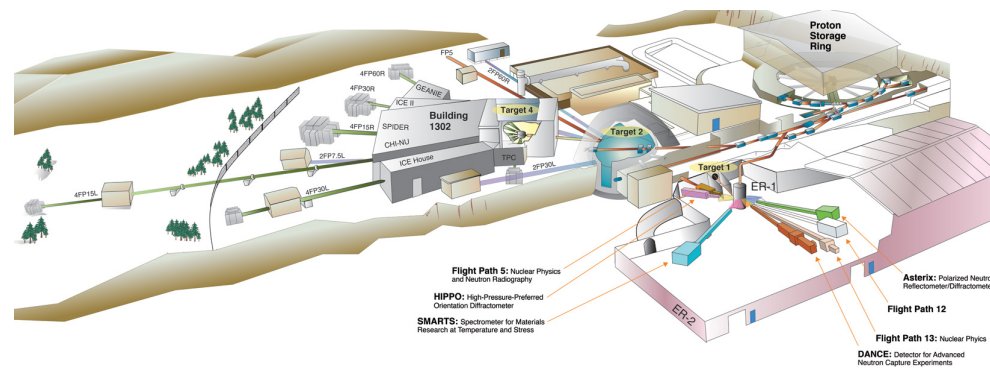 Proton
Storage
Ring
FP5
2FP60R
4FP60R
GEANIE
4FP30R
ICE II
Building
1302
Target 4
4FP15R
SPIDER
CHI-NU
Target 2
2FP7.5L
ICE House
TPC
2FP30L
Target 1
4FP15L
4FP30L
ER-1
Flight Path 5: Nuclear Physics
and Neutron Radiography
HIPPO: High-Pressure-Preferred
Orientation Diffractometer
SMARTS: Spectrometer for Materials
Research at Temperature and Stress
ER-2
Asterix: Polarized Neutro
Reflectometer/Diffractomete
Flight Path 12
Flight Path 13: Nuclear Phyics
DANCE: Detector for Advanced
Neutron Capture Experiments